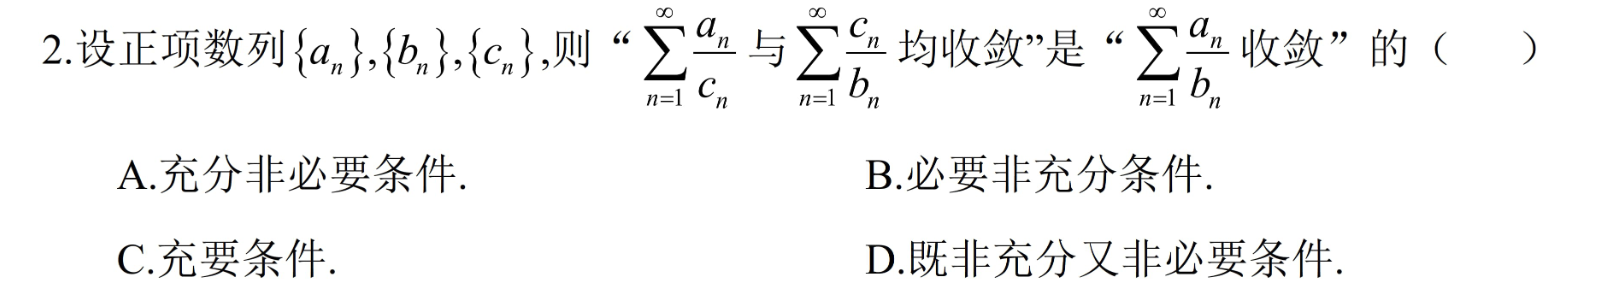 2.设正项数列{aₙ},{bₙ},{cₙ},则“∑_{n=1}^{∞} aₙ/cₙ 与 ∑_{n=1}^{∞} cₙ/bₙ 均收敛”是“∑_{n=1}^{∞} aₙ/bₙ 收敛”的（　　）
A.充分非必要条件.	B.必要非充分条件.
C.充要条件.	D.既非充分又非必要条件.